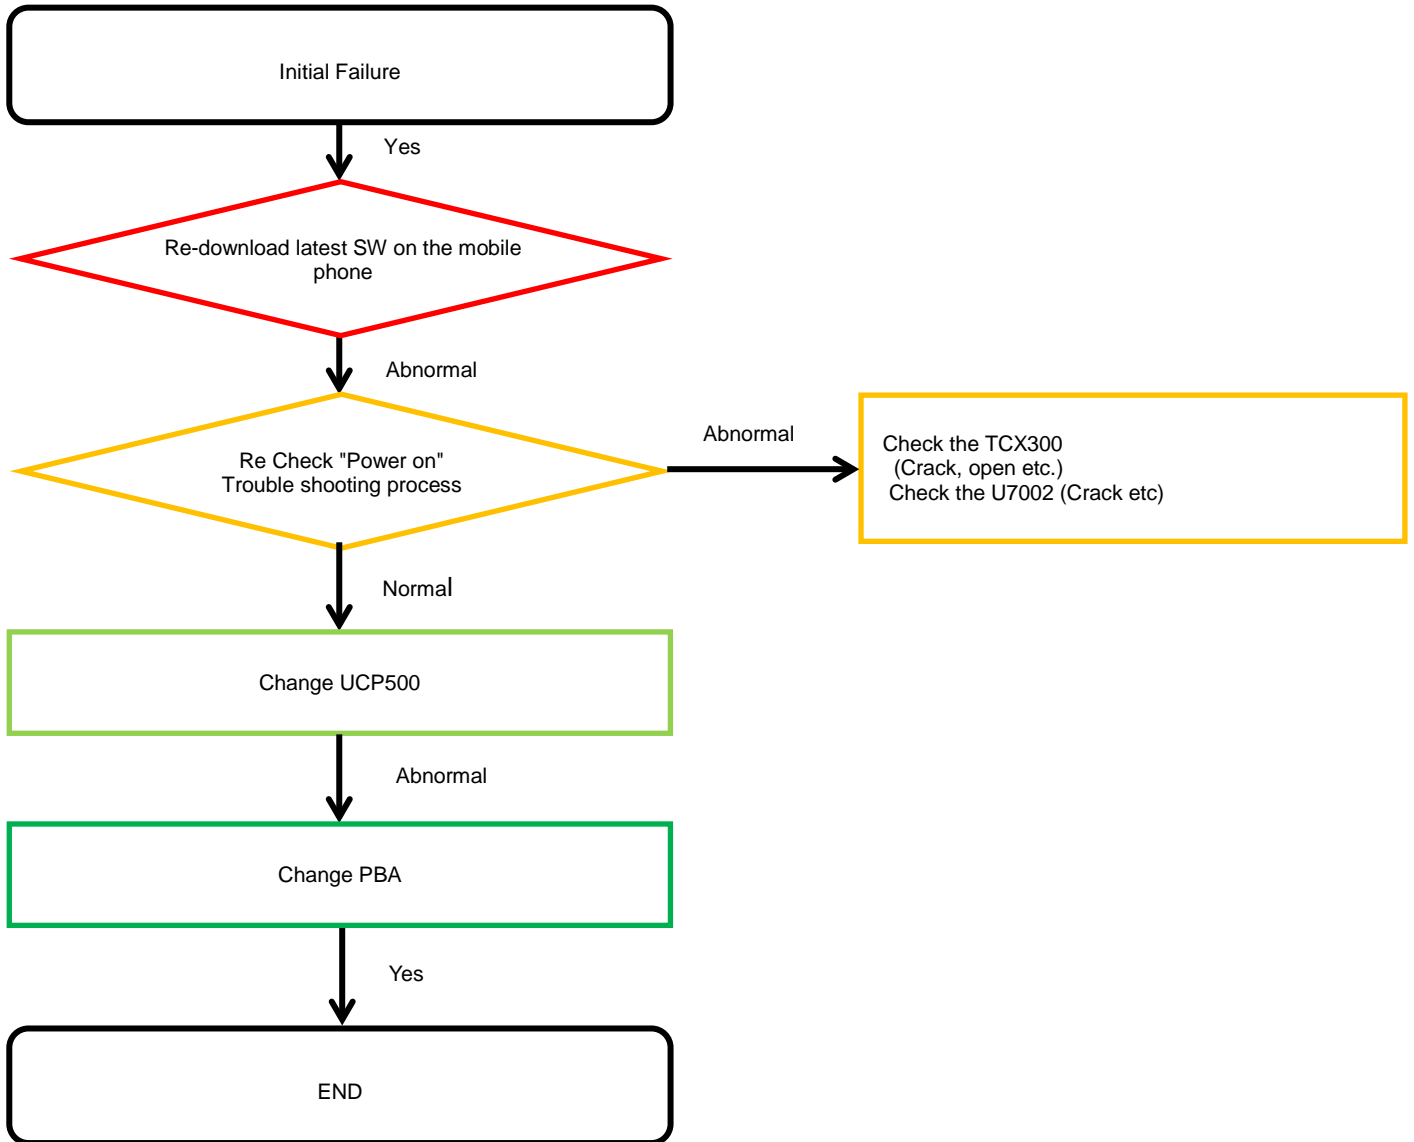 Initial Failure
Yes
Re-download latest SW on the mobile
phone
Abnormal
Re Check "Power on"
Trouble shooting process
Abnormal
Check the TCX300
(Crack, open etc.)
Check the U7002 (Crack etc)
Normal
Change UCP500
Abnormal
Change PBA
Yes
END